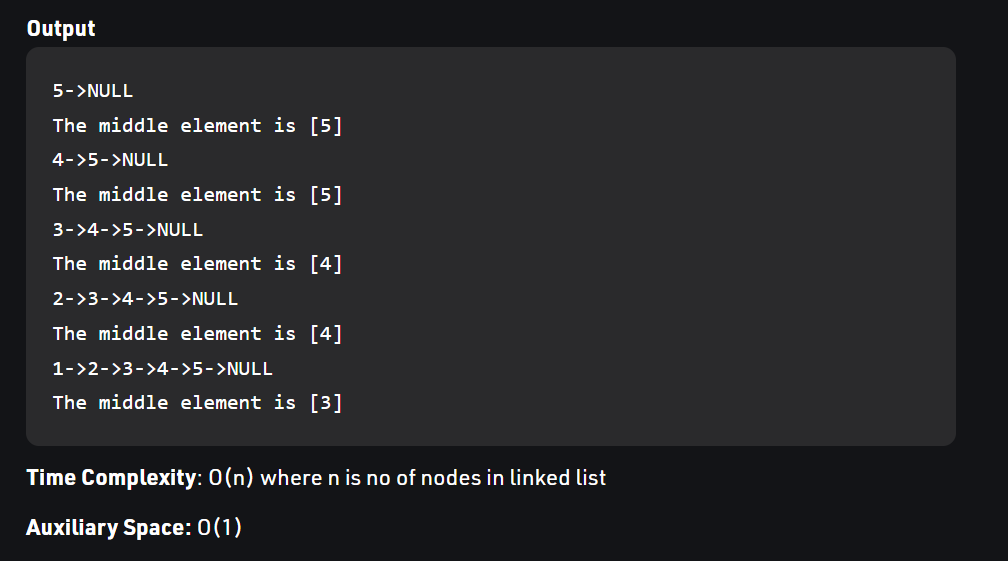 Output
5->NULL
The middle element is [5]
4->5->NULL
The middle element is [5]
3->4->5->NULL
The middle element is [4]
2->3->4->5->NULL
The middle element is [4]
1->2->3->4->5->NULL
The middle element is [3]
Time Complexity: O(n) where n is no of nodes in linked list
Auxiliary Space: O(1)